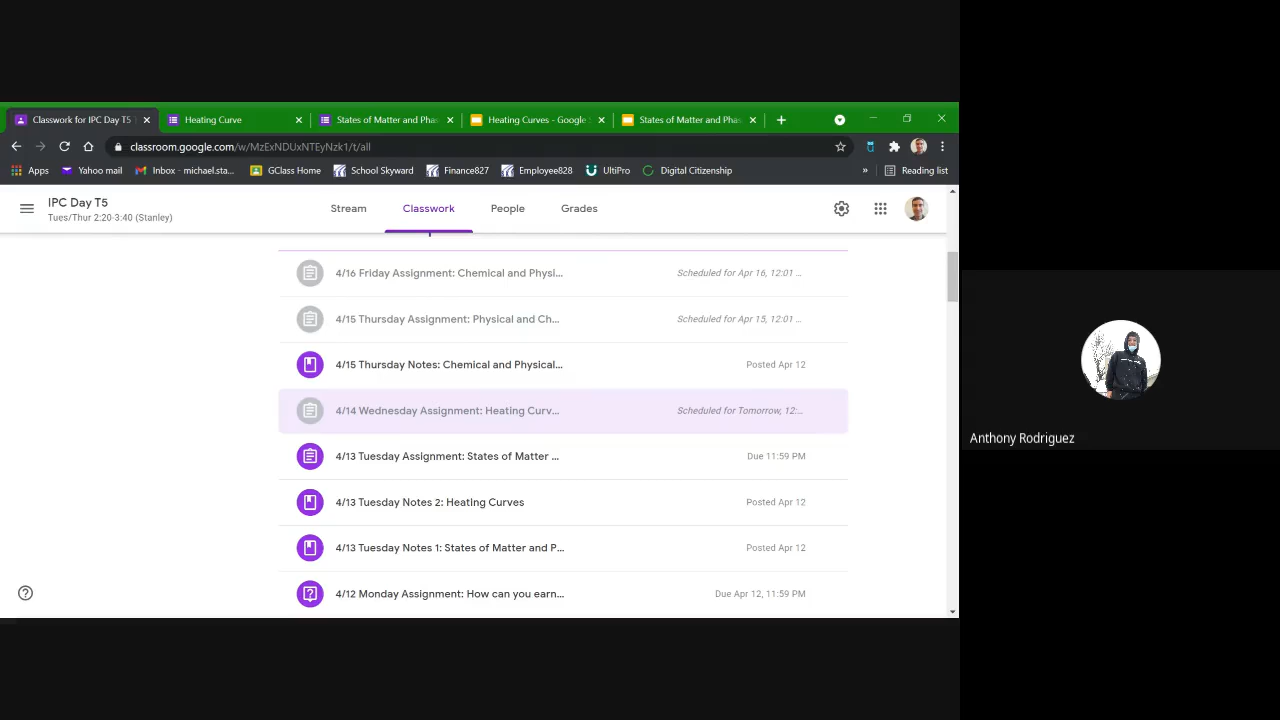 Classwork for IPC Day T5
Heating Curve
States of Matter and Phas
Heating Curves - Google S
States of Matter and Phas
classroom.google.com/w/MzExNDUxNTEyNzk1/t/all
Apps
Yahoo mail
Inbox - michael.sta...
GClass Home
School Skyward
Finance827
Employee828
UltiPro
Digital Citizenship
»
Reading list
IPC Day T5
Tues/Thur 2:20-3:40 (Stanley)
Stream
Classwork
People
Grades
4/16 Friday Assignment: Chemical and Physi... Scheduled for Apr 16, 12:01 ...
4/15 Thursday Assignment: Physical and Ch... Scheduled for Apr 15, 12:01 ...
4/15 Thursday Notes: Chemical and Physical... Posted Apr 12
4/14 Wednesday Assignment: Heating Curv... Scheduled for Tomorrow, 12:...
4/13 Tuesday Assignment: States of Matter ... Due 11:59 PM
4/13 Tuesday Notes 2: Heating Curves Posted Apr 12
4/13 Tuesday Notes 1: States of Matter and P... Posted Apr 12
4/12 Monday Assignment: How can you earn... Due Apr 12, 11:59 PM
Anthony Rodriguez